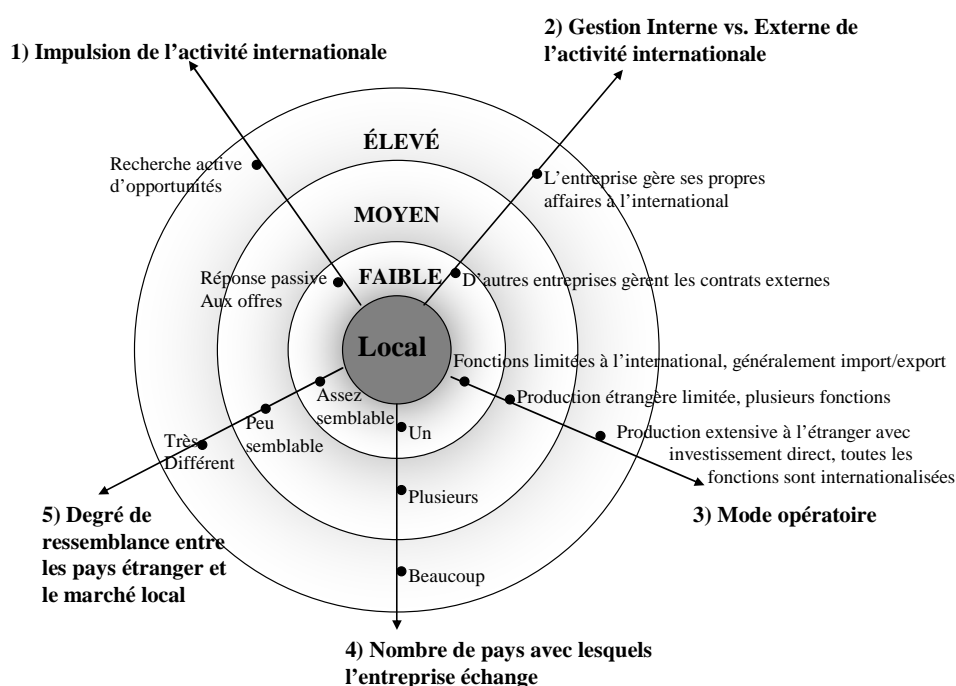 1) Impulsion de l'activité internationale
2) Gestion Interne vs. Externe de
l'activité internationale
ÉLEVÉ
Recherche active
d'opportunités
L'entreprise gère ses propres
affaires à l'international
MOYEN
Réponse passive
Aux offres
FAIBLE
D'autres entreprises gèrent les contrats externes
Local
Fonctions limitées à l'international, généralement import/export
Production étrangère limitée, plusieurs fonctions
Production extensive à l'étranger avec
investissement direct, toutes les
fonctions sont internationalisées
3) Mode opératoire
Assez
semblable
Peu
semblable
Très
Différent
5) Degré de
ressemblance entre
les pays étranger et
le marché local
Un
Plusieurs
Beaucoup
4) Nombre de pays avec lesquels
l'entreprise échange